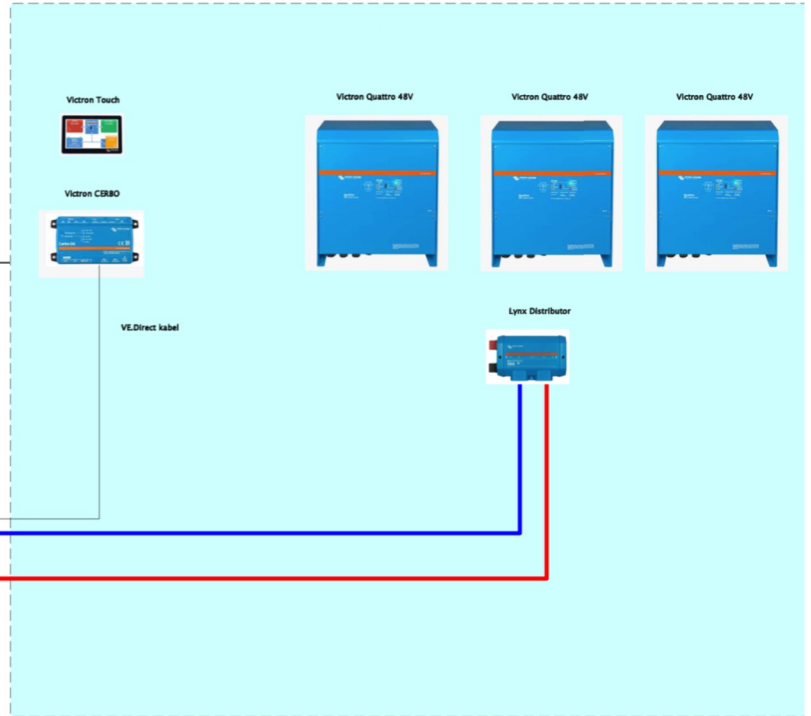 Victron Touch
Victron Quattro 48V
Victron Quattro 48V
Victron Quattro 48V
Victron CERBO
Lynx Distributor
VE.Direct kabel